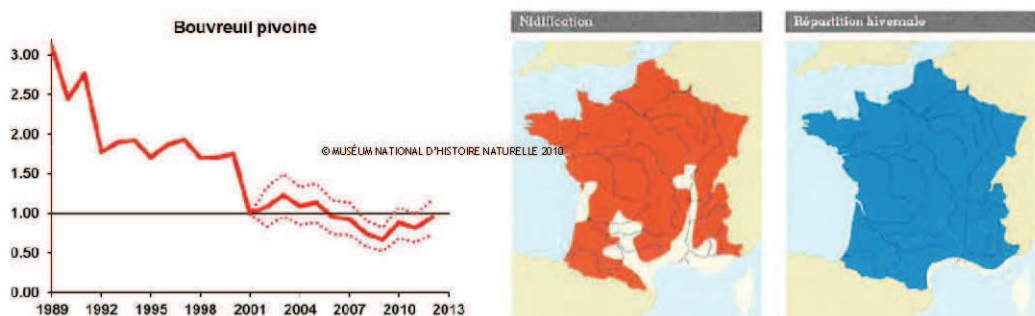 Bouvreuil pivoine
3.00
2.50
2.00
1.50
1.00
0.50
0.00
1989 1992 1995 1998 2001 2004 2007 2010 2013
© MUSÉUM NATIONAL D'HISTOIRE NATURELLE 2010
Nidification
Répartition hivernale